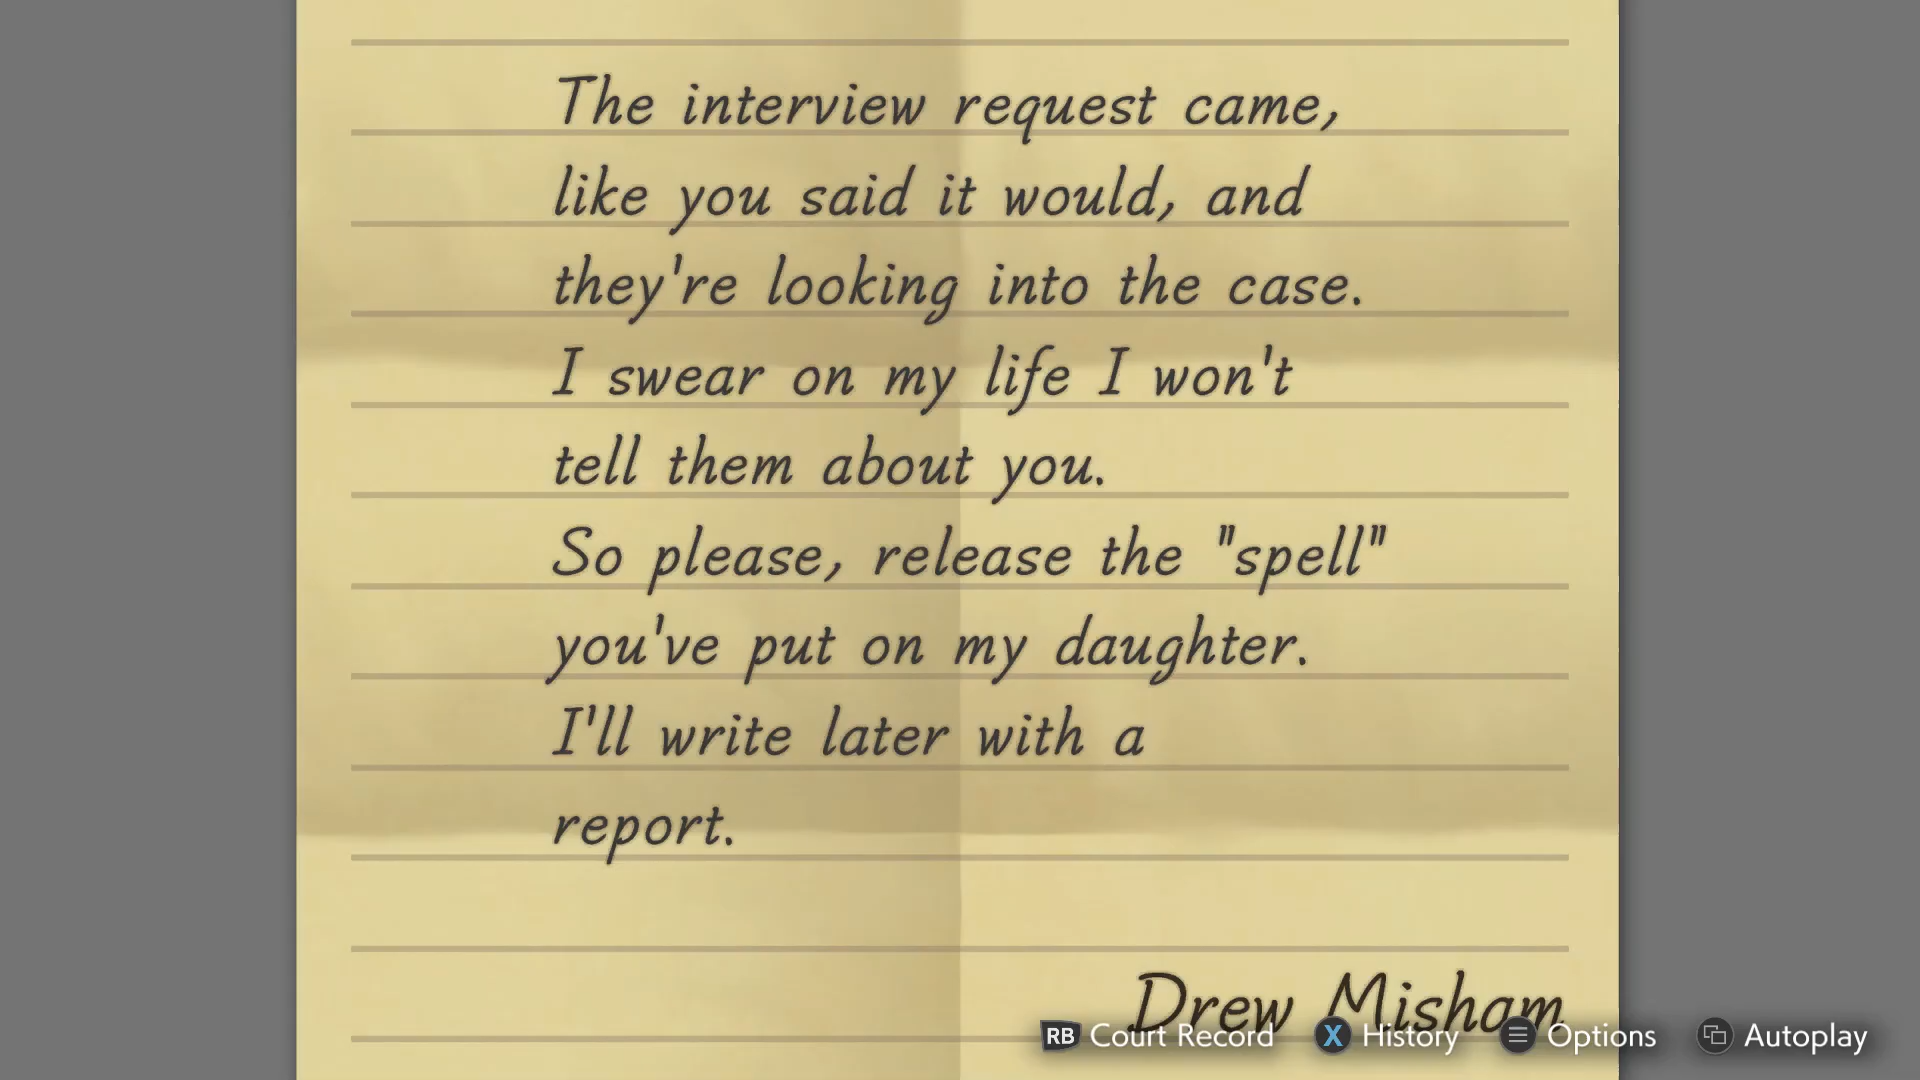 The interview request came,
like you said it would, and
they're looking into the case.
I swear on my life I won't
tell them about you.
So please, release the "spell"
you've put on my daughter.
I'll write later with a
report.
Drew Misham
RB Court Record X History Options Autoplay